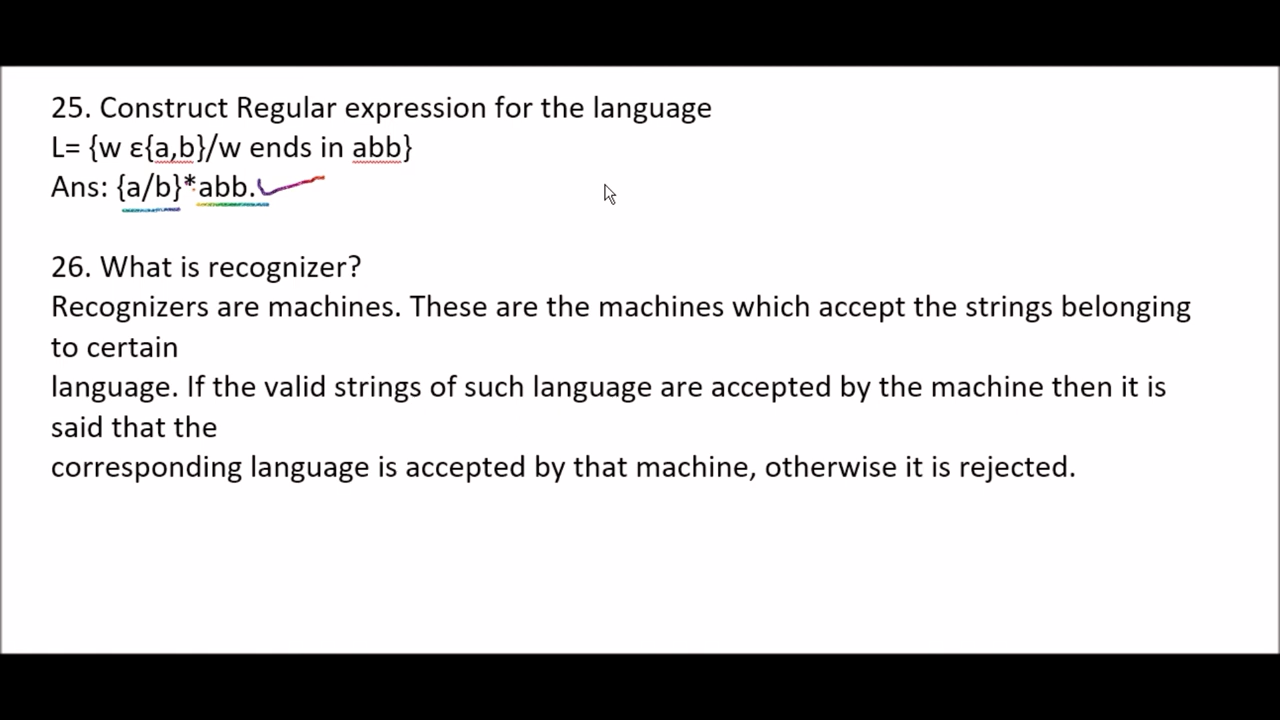 25. Construct Regular expression for the language
L= {w ε{a,b}/w ends in abb}
Ans: {a/b}*abb.
26. What is recognizer?
Recognizers are machines. These are the machines which accept the strings belonging
to certain
language. If the valid strings of such language are accepted by the machine then it is
said that the
corresponding language is accepted by that machine, otherwise it is rejected.